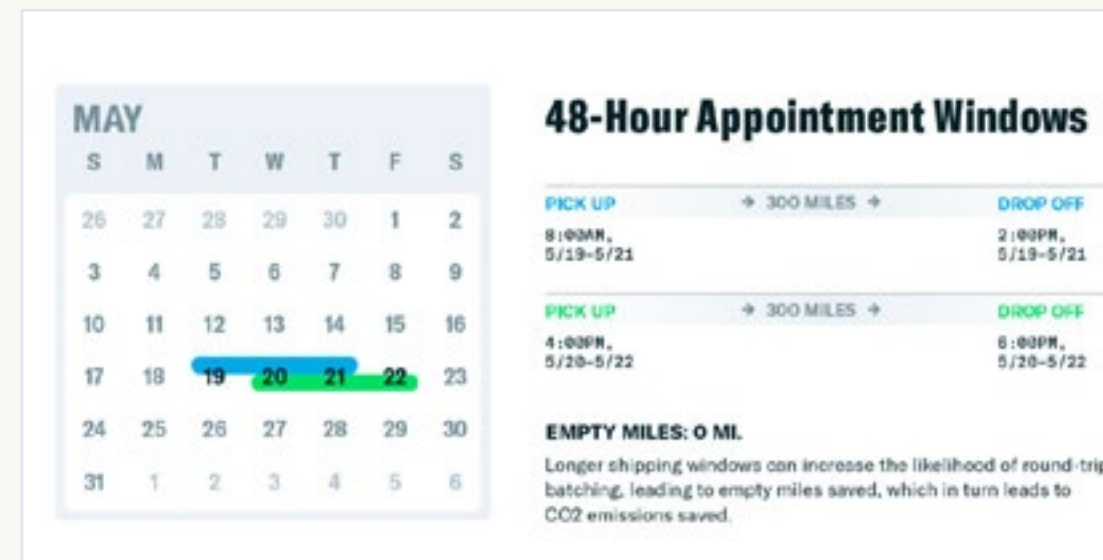 MAY
S M T W T F S
26 27 28 29 30 1 2
3 4 5 6 7 8 9
10 11 12 13 14 15 16
17 18 19 20 21 22 23
24 25 26 27 28 29 30
31 1 2 3 4 5 6
48-Hour Appointment Windows
PICK UP → 300 MILES → DROP OFF
8:00AM, 2:00PM,
5/19-5/21 5/19-5/21
PICK UP → 300 MILES → DROP OFF
4:00PM, 6:00PM,
5/20-5/22 5/20-5/22
EMPTY MILES: 0 MI.
Longer shipping windows can increase the likelihood of round-trip
batching, leading to empty miles saved, which in turn leads to
CO2 emissions saved.